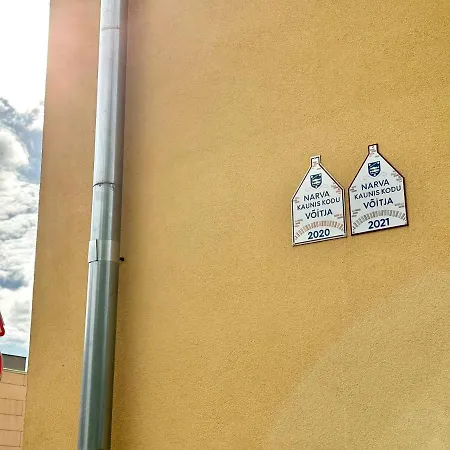 NARVA
KAUNIS KODU
VÕITJA
2020
NARVA
KAUNIS KODU
VÕITJA
2021